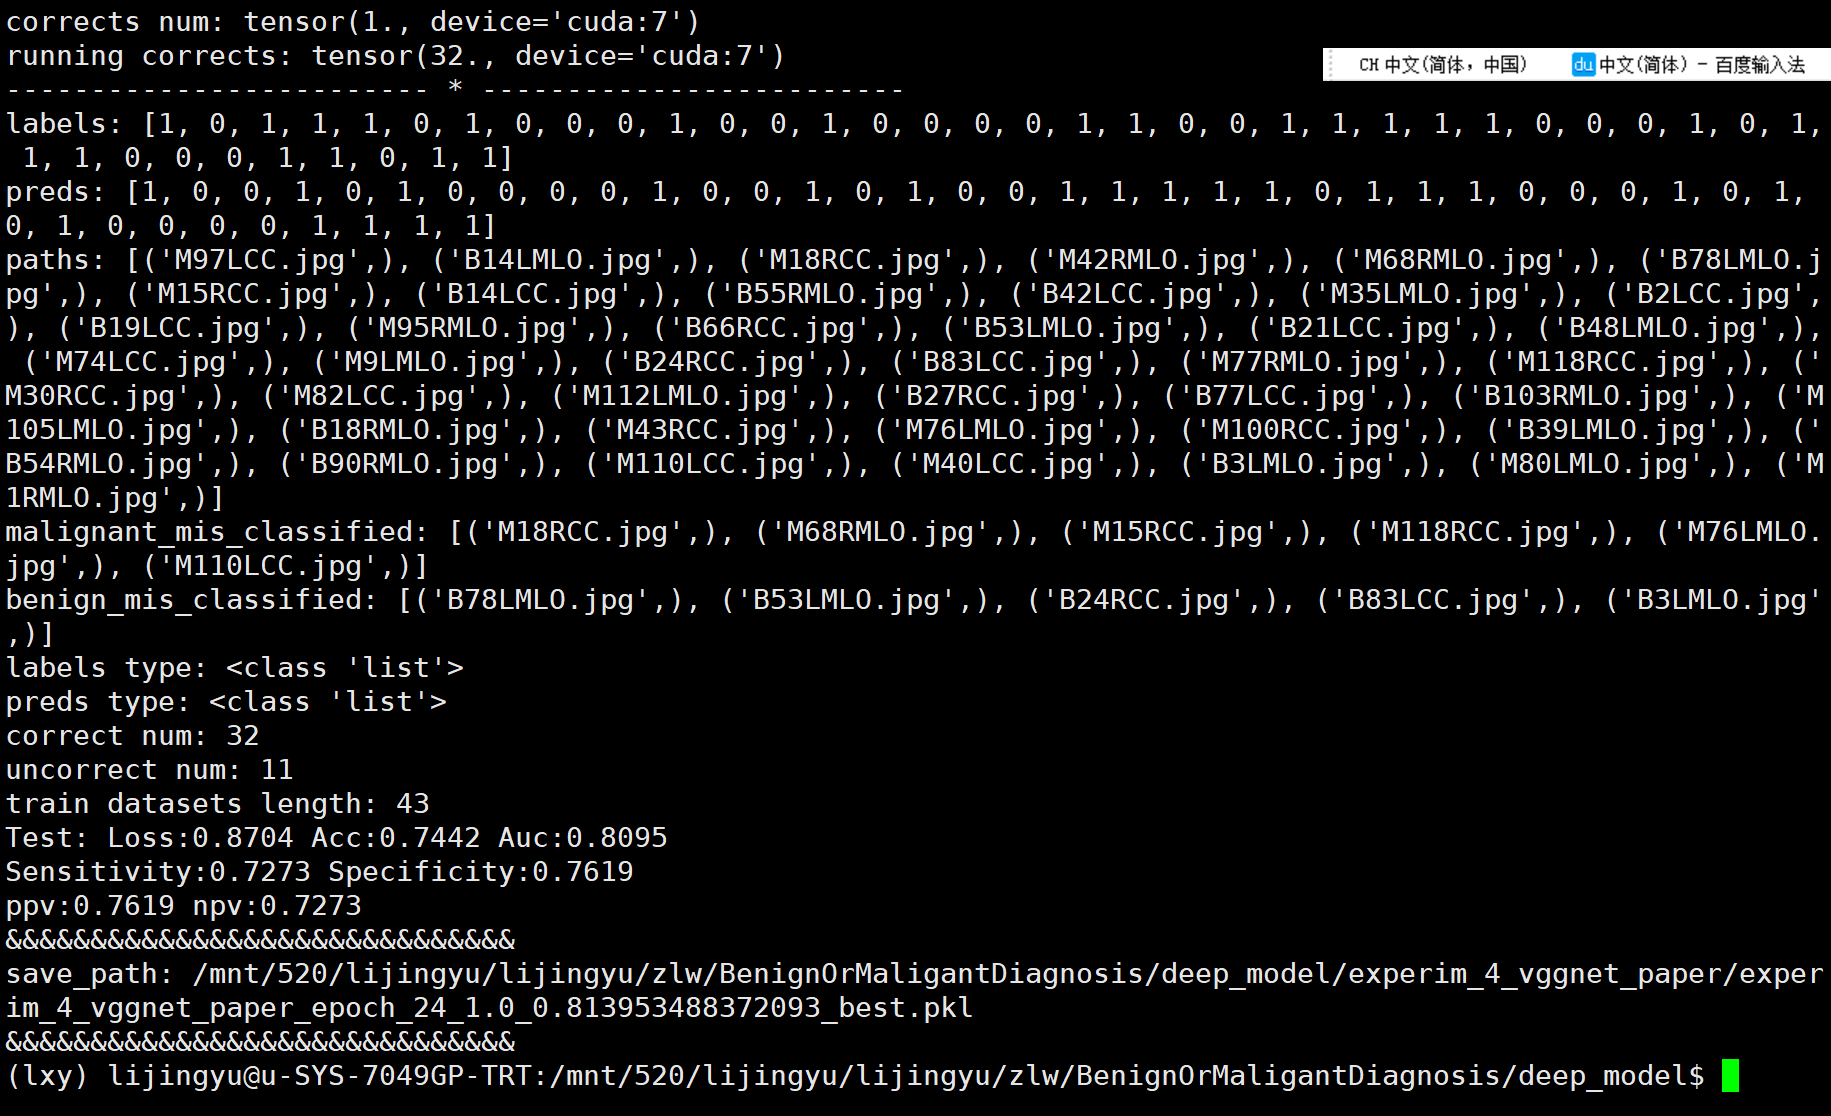 corrects num: tensor(1., device='cuda:7')
running corrects: tensor(32., device='cuda:7')
CH 中文(简体，中国) du 中文(简体) - 百度输入法
------------------------- * -------------------------
labels: [1, 0, 1, 1, 1, 0, 1, 0, 0, 0, 1, 0, 0, 1, 0, 0, 0, 0, 1, 1, 0, 0, 1, 1, 1, 1, 1, 0, 0, 0, 1, 0, 1,
1, 1, 0, 0, 0, 1, 1, 0, 1, 1]
preds: [1, 0, 0, 1, 0, 1, 0, 0, 0, 0, 1, 0, 0, 1, 0, 1, 0, 0, 1, 1, 1, 1, 1, 0, 1, 1, 1, 0, 0, 0, 1, 0, 1,
0, 1, 0, 0, 0, 0, 1, 1, 1, 1]
paths: [('M97LCC.jpg',), ('B14LMLO.jpg',), ('M18RCC.jpg',), ('M42RMLO.jpg',), ('M68RMLO.jpg',), ('B78LMLO.j
pg',), ('M15RCC.jpg',), ('B14LCC.jpg',), ('B55RMLO.jpg',), ('B42LCC.jpg',), ('M35LMLO.jpg',), ('B2LCC.jpg',
), ('B19LCC.jpg',), ('M95RMLO.jpg',), ('B66RCC.jpg',), ('B53LMLO.jpg',), ('B21LCC.jpg',), ('B48LMLO.jpg',),
('M74LCC.jpg',), ('M9LMLO.jpg',), ('B24RCC.jpg',), ('B83LCC.jpg',), ('M77RMLO.jpg',), ('M118RCC.jpg',), ('
M30RCC.jpg',), ('M82LCC.jpg',), ('M112LMLO.jpg',), ('B27RCC.jpg',), ('B77LCC.jpg',), ('B103RMLO.jpg',), ('M
105LMLO.jpg',), ('B18RMLO.jpg',), ('M43RCC.jpg',), ('M76LMLO.jpg',), ('M100RCC.jpg',), ('B39LMLO.jpg',), ('
B54RMLO.jpg',), ('B90RMLO.jpg',), ('M110LCC.jpg',), ('M40LCC.jpg',), ('B3LMLO.jpg',), ('M80LMLO.jpg',), ('M
1RMLO.jpg',)]
malignant_mis_classified: [('M18RCC.jpg',), ('M68RMLO.jpg',), ('M15RCC.jpg',), ('M118RCC.jpg',), ('M76LMLO.
jpg',), ('M110LCC.jpg',)]
benign_mis_classified: [('B78LMLO.jpg',), ('B53LMLO.jpg',), ('B24RCC.jpg',), ('B83LCC.jpg',), ('B3LMLO.jpg'
,)]
labels type: <class 'list'>
preds type: <class 'list'>
correct num: 32
uncorrect num: 11
train datasets length: 43
Test: Loss:0.8704 Acc:0.7442 Auc:0.8095
Sensitivity:0.7273 Specificity:0.7619
ppv:0.7619 npv:0.7273
&&&&&&&&&&&&&&&&&&&&&&&&&&&&&&
save_path: /mnt/520/lijingyu/lijingyu/zlw/BenignOrMaligantDiagnosis/deep_model/experim_4_vggnet_paper/exper
im_4_vggnet_paper_epoch_24_1.0_0.813953488372093_best.pkl
&&&&&&&&&&&&&&&&&&&&&&&&&&&&&&
(lxy) lijingyu@u-SYS-7049GP-TRT:/mnt/520/lijingyu/lijingyu/zlw/BenignOrMaligantDiagnosis/deep_model$